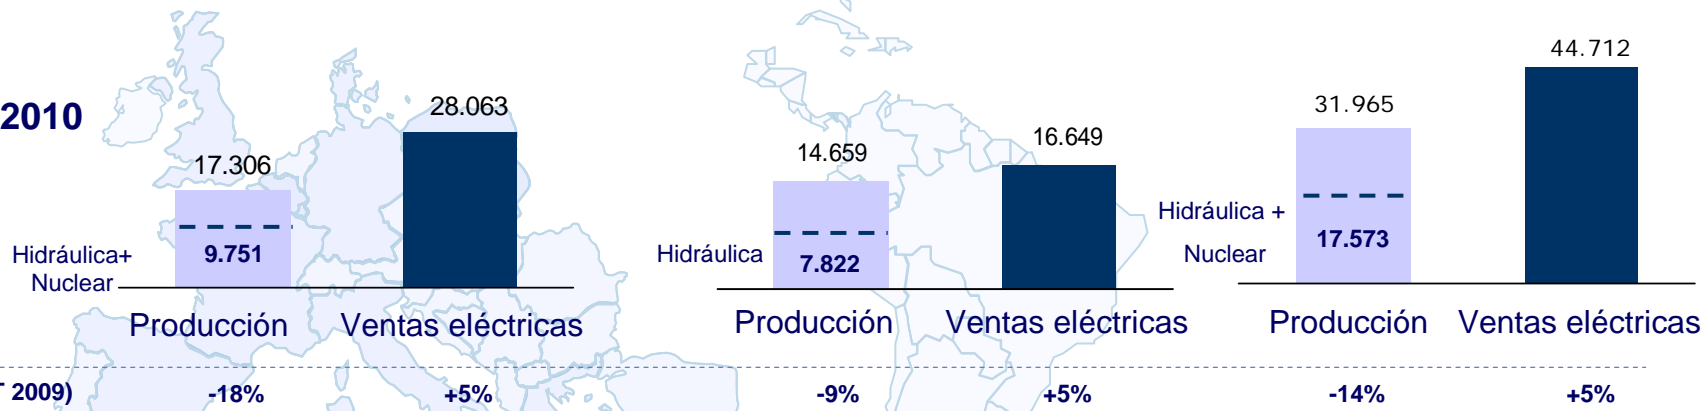 2010
28.063
17.306
Hidráulica+
Nuclear
9.751
Producción
Ventas eléctricas
14.659
16.649
Hidráulica
7.822
Producción
Ventas eléctricas
31.965
44.712
Hidráulica +
Nuclear
17.573
Producción
Ventas eléctricas
2009)
-18%
+5%
-9%
+5%
-14%
+5%